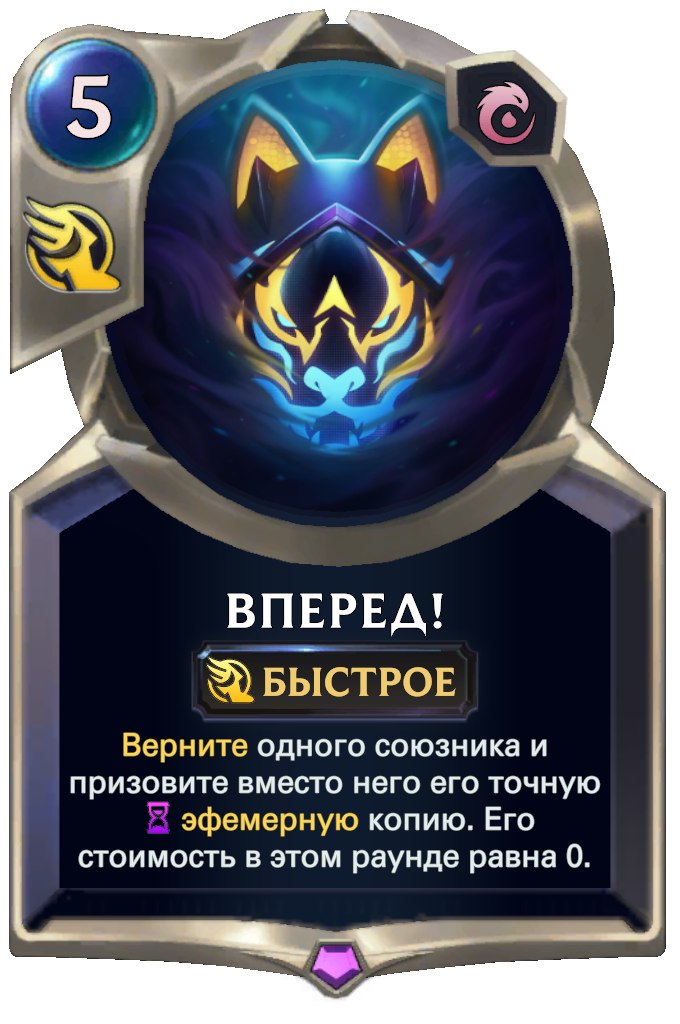 5
ВПЕРЕД!
БЫСТРОЕ
Верните одного союзника и
призовите вместо него его точную
эфемерную копию. Его
стоимость в этом раунде равна 0.